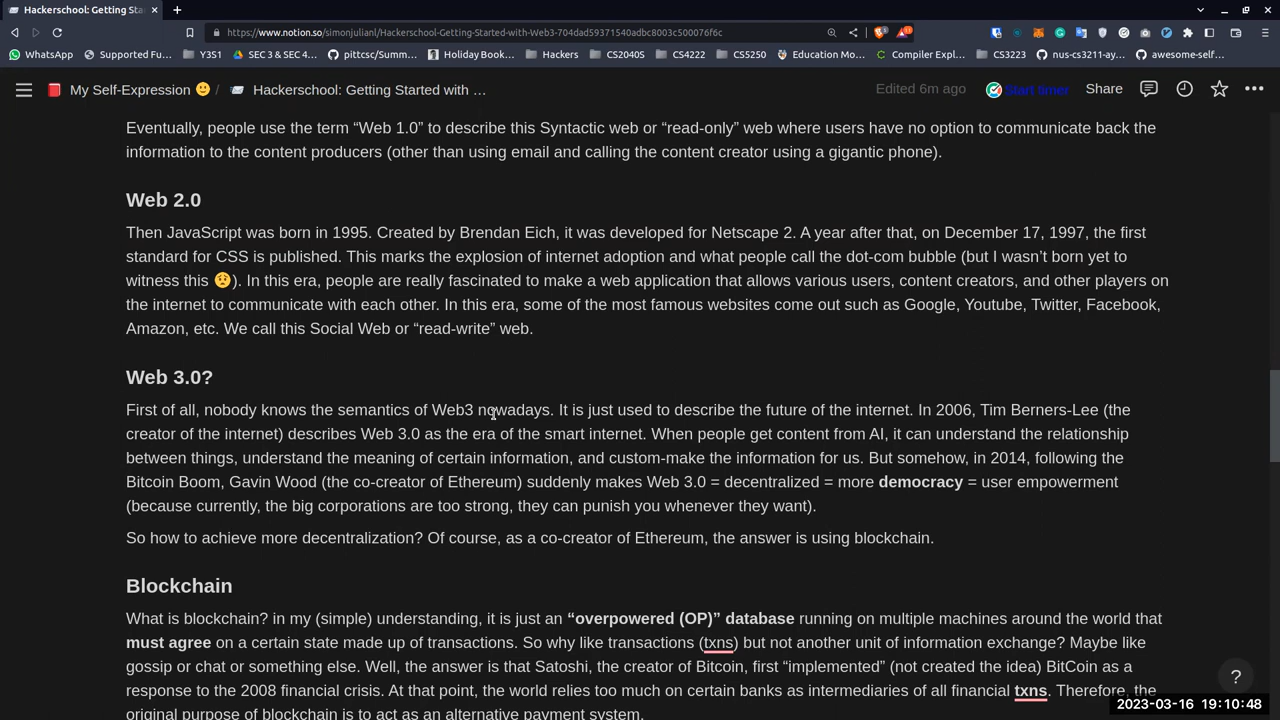 Hackerschool: Getting Star
https://www.notion.so/simonjulianl/Hackerschool-Getting-Started-with-Web3-704dad59371540adbc8003c500076f6c
WhatsApp Supported Fu... Y3S1 SEC 3 & SEC 4... pittcsc/Summ... Holiday Book... Hackers CS2040S CS4222 CS5250 Education Mo... Compiler Expl... CS3223 nus-cs3211-ay... awesome-self...
My Self-Expression 🙂 / Hackerschool: Getting Started with ... Edited 6m ago Start timer Share
Eventually, people use the term “Web 1.0” to describe this Syntactic web or “read-only” web where users have no option to communicate back the
information to the content producers (other than using email and calling the content creator using a gigantic phone).
Web 2.0
Then JavaScript was born in 1995. Created by Brendan Eich, it was developed for Netscape 2. A year after that, on December 17, 1997, the first
standard for CSS is published. This marks the explosion of internet adoption and what people call the dot-com bubble (but I wasn’t born yet to
witness this 😟). In this era, people are really fascinated to make a web application that allows various users, content creators, and other players on
the internet to communicate with each other. In this era, some of the most famous websites come out such as Google, Youtube, Twitter, Facebook,
Amazon, etc. We call this Social Web or “read-write” web.
Web 3.0?
First of all, nobody knows the semantics of Web3 nowadays. It is just used to describe the future of the internet. In 2006, Tim Berners-Lee (the
creator of the internet) describes Web 3.0 as the era of the smart internet. When people get content from AI, it can understand the relationship
between things, understand the meaning of certain information, and custom-make the information for us. But somehow, in 2014, following the
Bitcoin Boom, Gavin Wood (the co-creator of Ethereum) suddenly makes Web 3.0 = decentralized = more democracy = user empowerment
(because currently, the big corporations are too strong, they can punish you whenever they want).
So how to achieve more decentralization? Of course, as a co-creator of Ethereum, the answer is using blockchain.
Blockchain
What is blockchain? in my (simple) understanding, it is just an “overpowered (OP)” database running on multiple machines around the world that
must agree on a certain state made up of transactions. So why like transactions (txns) but not another unit of information exchange? Maybe like
gossip or chat or something else. Well, the answer is that Satoshi, the creator of Bitcoin, first “implemented” (not created the idea) BitCoin as a
response to the 2008 financial crisis. At that point, the world relies too much on certain banks as intermediaries of all financial txns. Therefore, the
original purpose of blockchain is to act as an alternative payment system.
?
2023-03-16 19:10:48